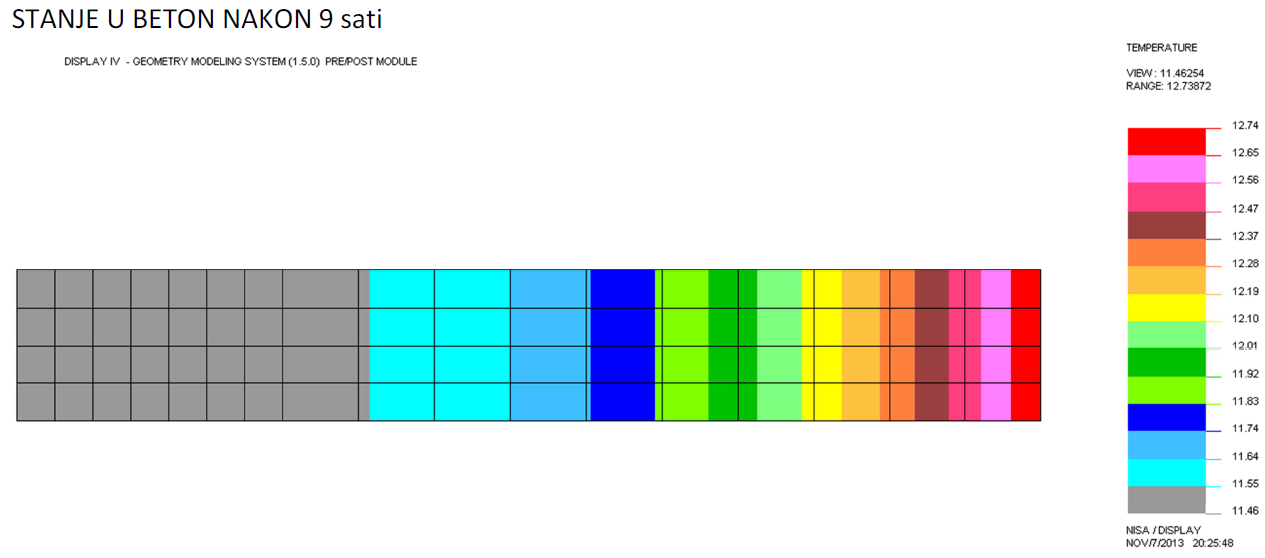 STANJE U BETON NAKON 9 sati
DISPLAY IV - GEOMETRY MODELING SYSTEM (1.5.0) PRE/POST MODULE
TEMPERATURE
VIEW : 11.46254
RANGE: 12.73872
12.74
12.65
12.56
12.47
12.37
12.28
12.19
12.10
12.01
11.92
11.83
11.74
11.64
11.55
11.46
NISA / DISPLAY
NOV/7/2013 20:25:48